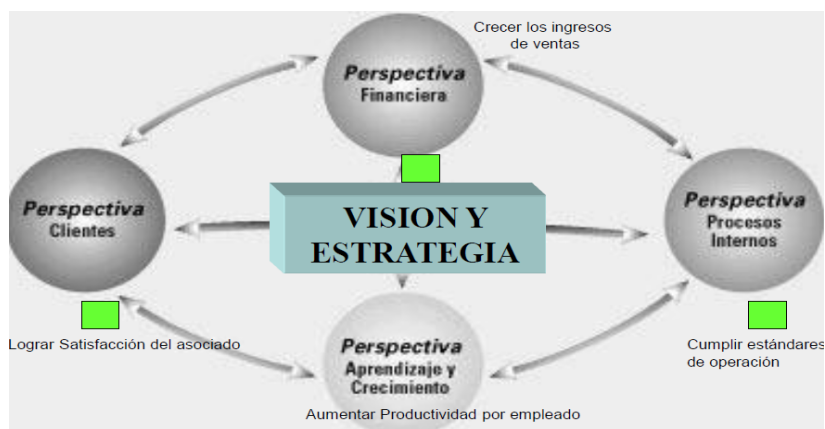 Crecer los ingresos
de ventas
Perspectiva
Financiera
Perspectiva
Clientes
VISION Y
ESTRATEGIA
Perspectiva
Procesos
Internos
Lograr Satisfacción del asociado
Perspectiva
Aprendizaje y
Crecimiento
Cumplir estándares
de operación
Aumentar Productividad por empleado